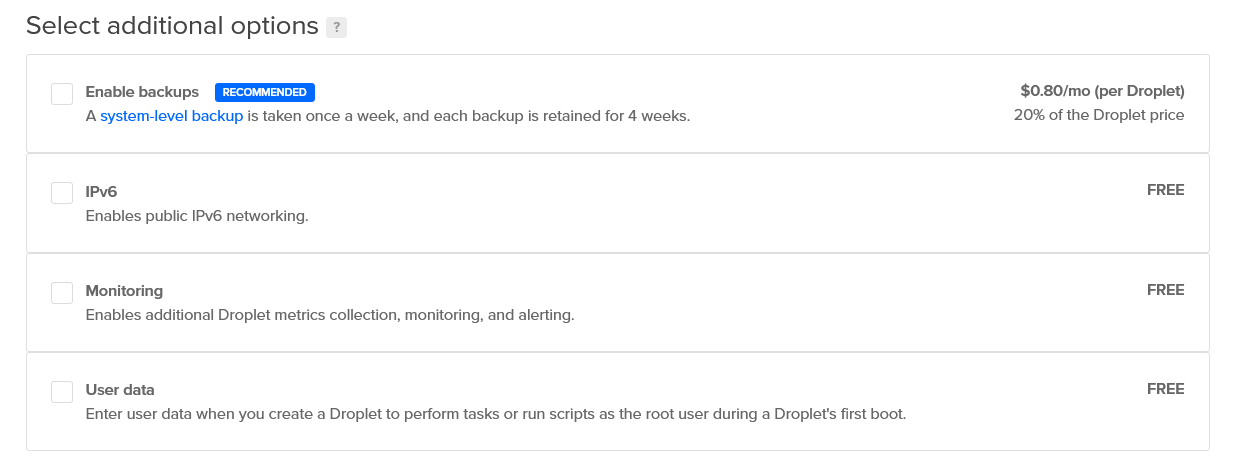 Select additional options ?
Enable backups RECOMMENDED $0.80/mo (per Droplet)
A system-level backup is taken once a week, and each backup is retained for 4 weeks. 20% of the Droplet price
IPv6 FREE
Enables public IPv6 networking.
Monitoring FREE
Enables additional Droplet metrics collection, monitoring, and alerting.
User data FREE
Enter user data when you create a Droplet to perform tasks or run scripts as the root user during a Droplet's first boot.